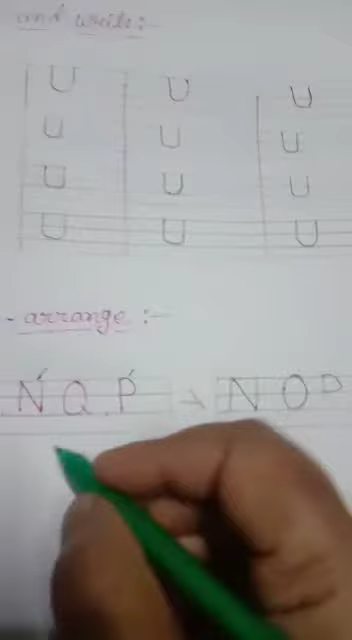 and write:-
U U U
U U U
U U U
U U U
- arrange :-
N Q P → N O P